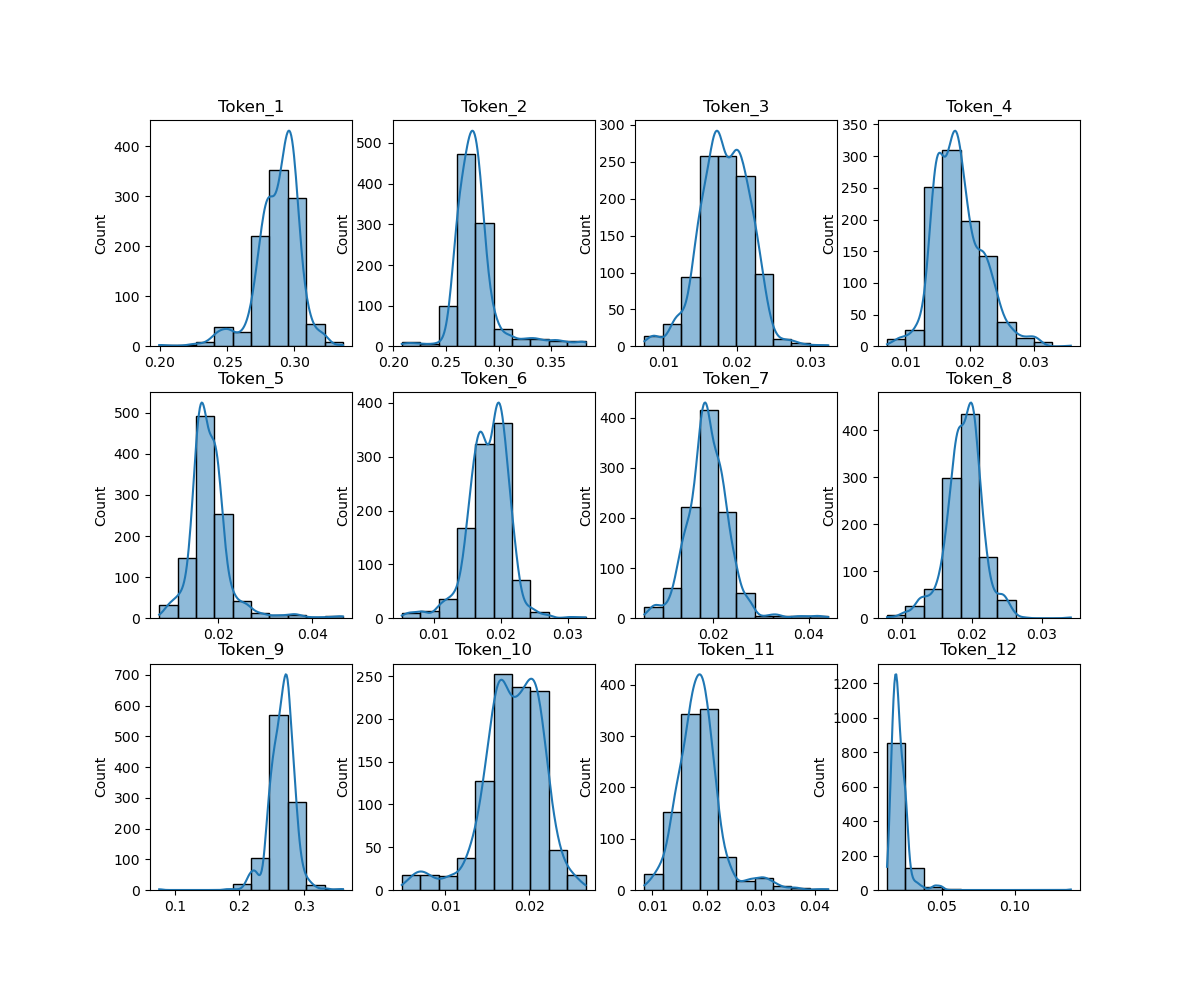 Token_1 Token_2 Token_3 Token_4
400 500 300 350
300 400 250 300
200 300 200 250
100 200 150 200
0 100 100 150
0 50 100
0 50
0
Count Count Count Count
0.20 0.25 0.30 0.20 0.25 0.30 0.35 0.01 0.02 0.03 0.01 0.02 0.03
Token_5 Token_6 Token_7 Token_8
500 400 400 400
400 300 300 300
300 200 200 200
200 100 100 100
100 0 0 0
0
Count Count Count Count
0.02 0.04 0.01 0.02 0.03 0.02 0.04 0.01 0.02 0.03
Token_9 Token_10 Token_11 Token_12
700 250 400 1200
600 200 300 1000
500 150 200 800
400 100 100 600
300 50 0 400
200 0 200
100 0
0
Count Count Count Count
0.1 0.2 0.3 0.01 0.02 0.01 0.02 0.03 0.04 0.05 0.10